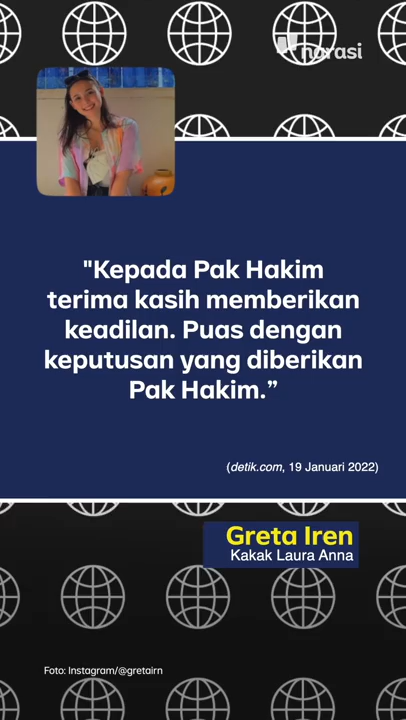 narasi
"Kepada Pak Hakim
terima kasih memberikan
keadilan. Puas dengan
keputusan yang diberikan
Pak Hakim.”
(detik.com, 19 Januari 2022)
Greta Iren
Kakak Laura Anna
Foto: Instagram/@gretairn